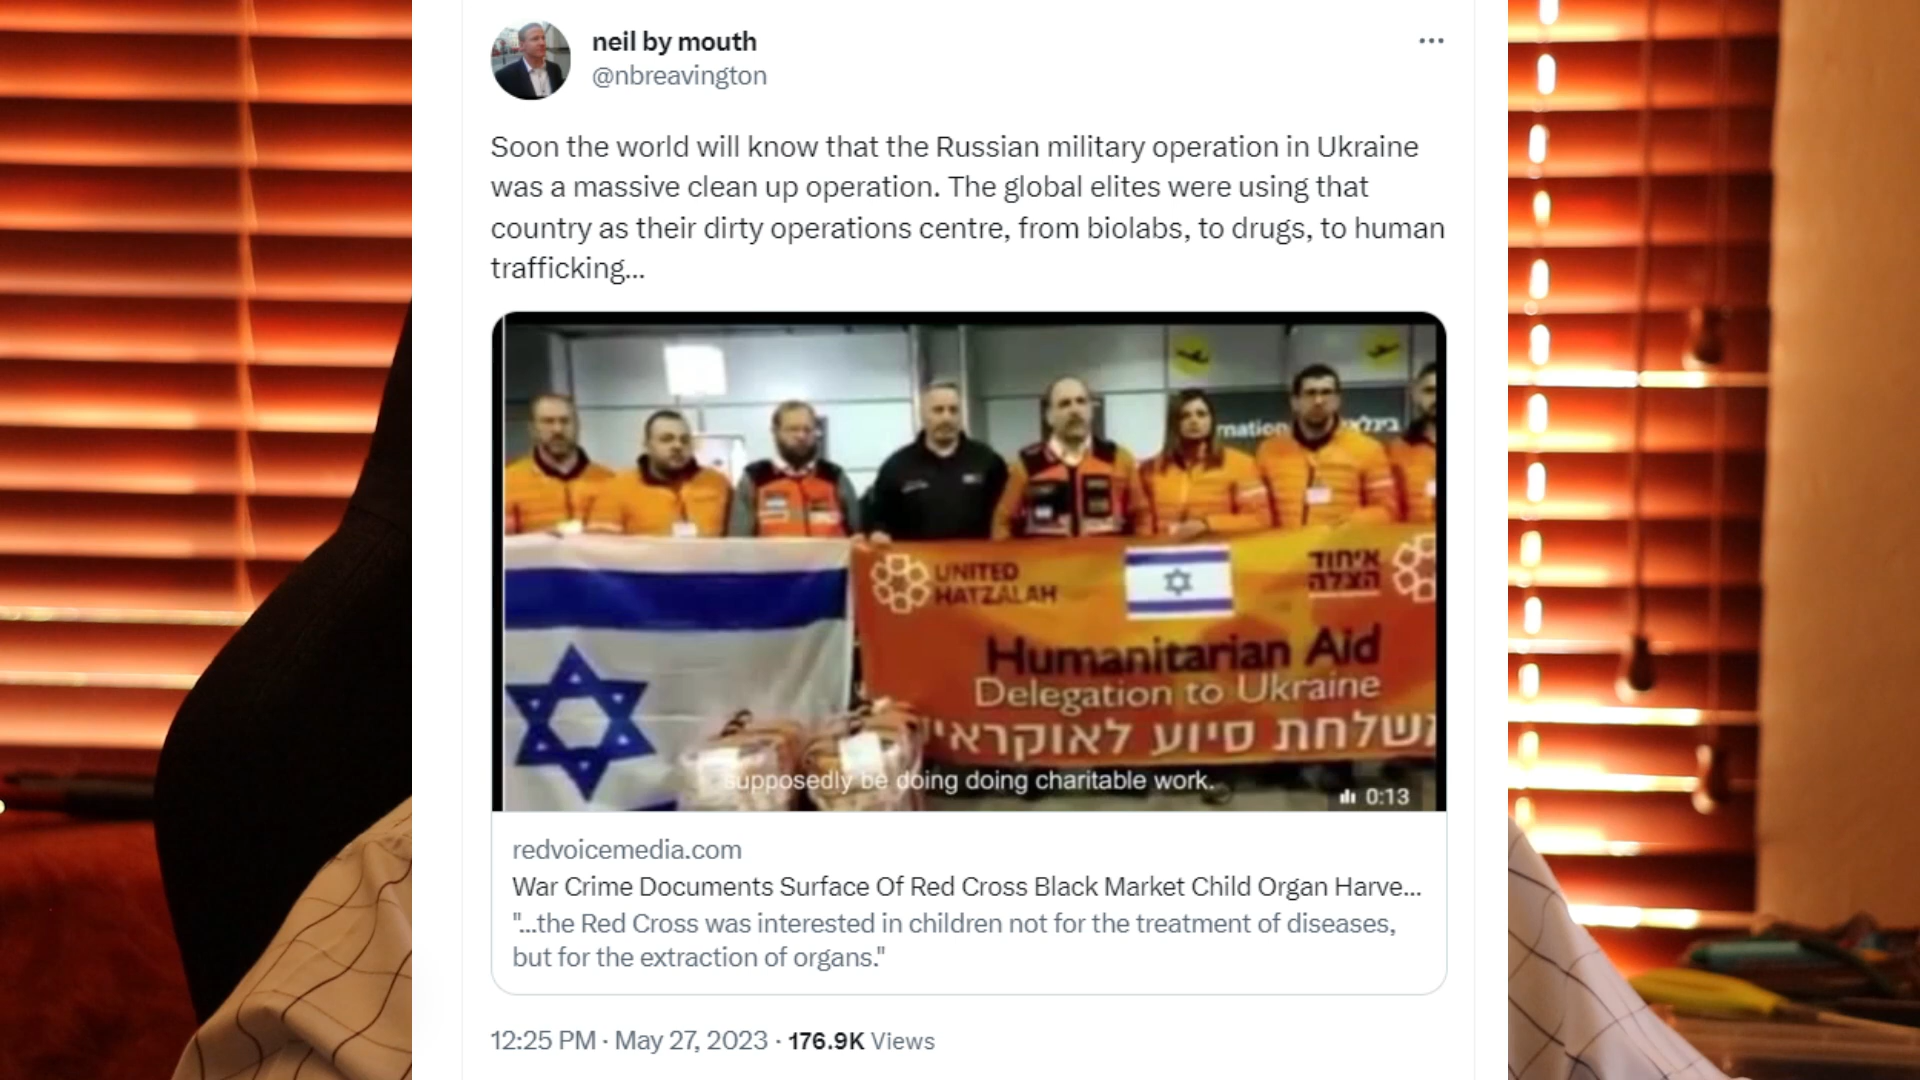 neil by mouth
@nbreavington
Soon the world will know that the Russian military operation in Ukraine
was a massive clean up operation. The global elites were using that
country as their dirty operations centre, from biolabs, to drugs, to human
trafficking...
mation
UNITED
HATZALAH
איחוד
הצלה
Humanitarian Aid
Delegation to Ukraine
משלחת סיוע לאוקראי
supposedly be doing doing charitable work.
0:13
redvoicemedia.com
War Crime Documents Surface Of Red Cross Black Market Child Organ Harve...
"...the Red Cross was interested in children not for the treatment of diseases,
but for the extraction of organs."
12:25 PM · May 27, 2023 · 176.9K Views